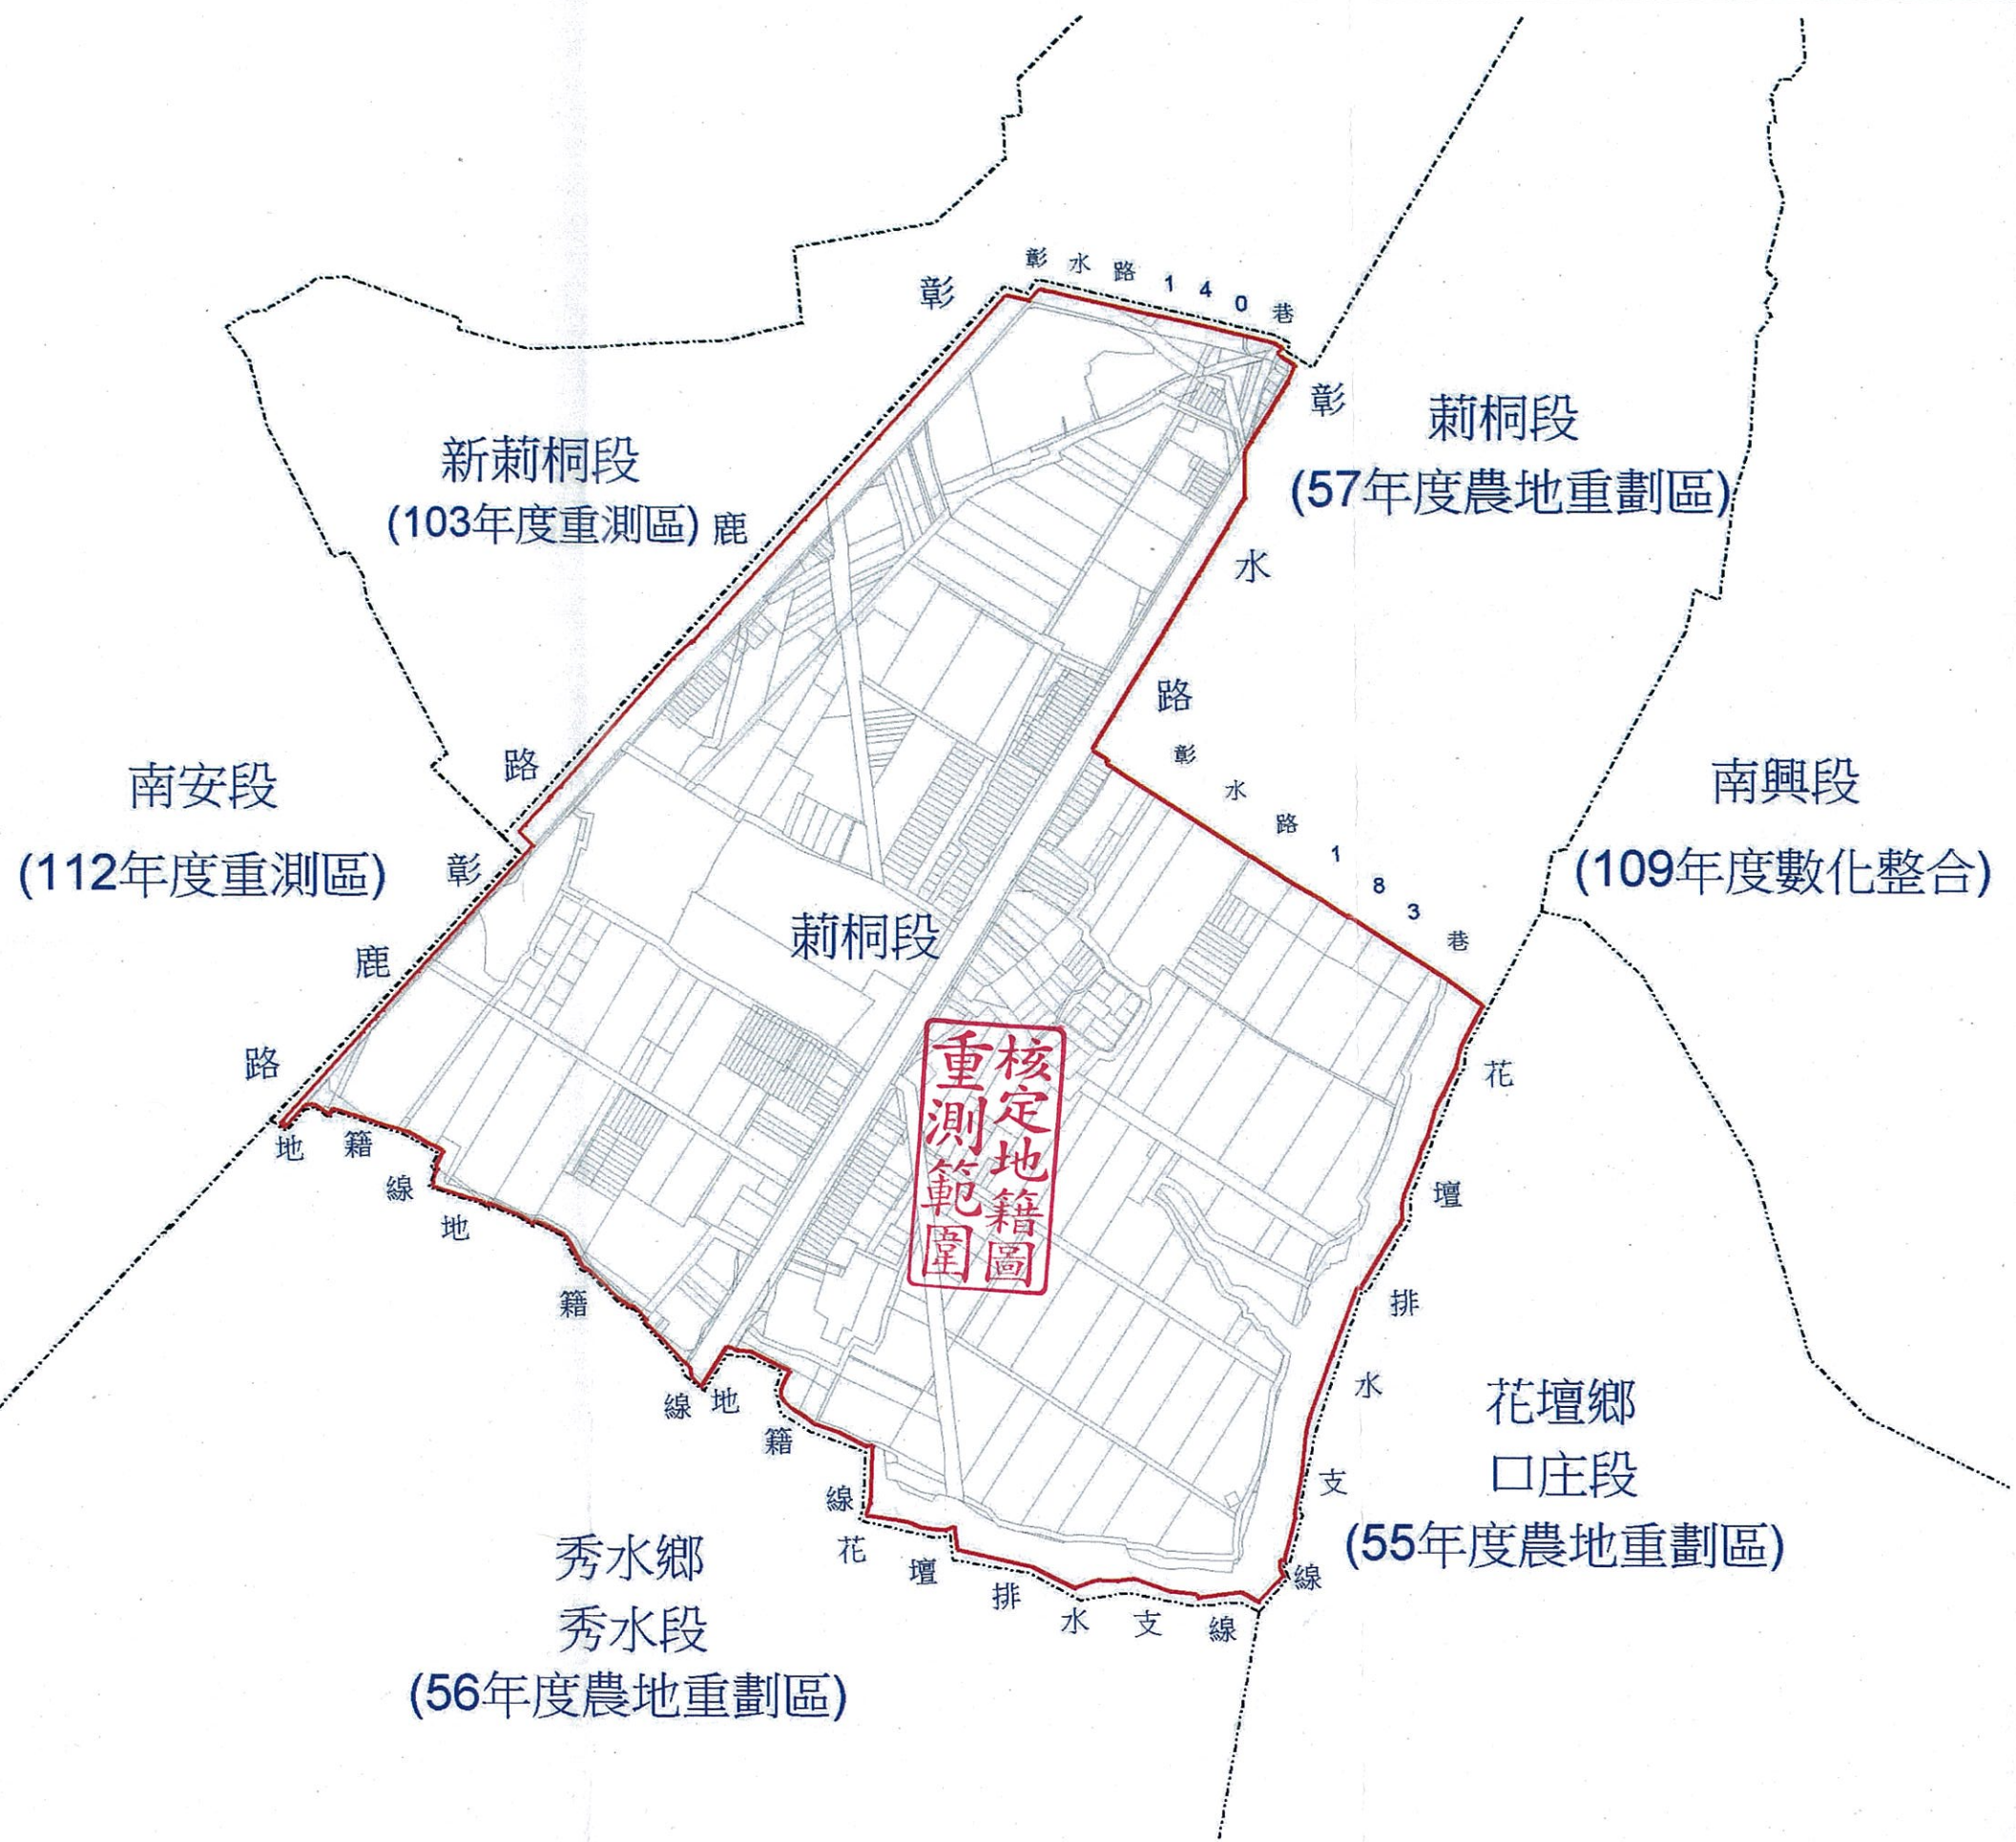 彰水路140巷
彰水路
彰鹿路
新莿桐段
(103年度重測區)
莿桐段
(57年度農地重劃區)
南安段
(112年度重測區)
彰鹿路
彰水路183巷
南興段
(109年度數化整合)
莿桐段
核定地籍圖
重測範圍
花壇排水支線
地籍線
地籍線
地籍線
花壇排水支線
花壇鄉
口庄段
(55年度農地重劃區)
秀水鄉
秀水段
(56年度農地重劃區)